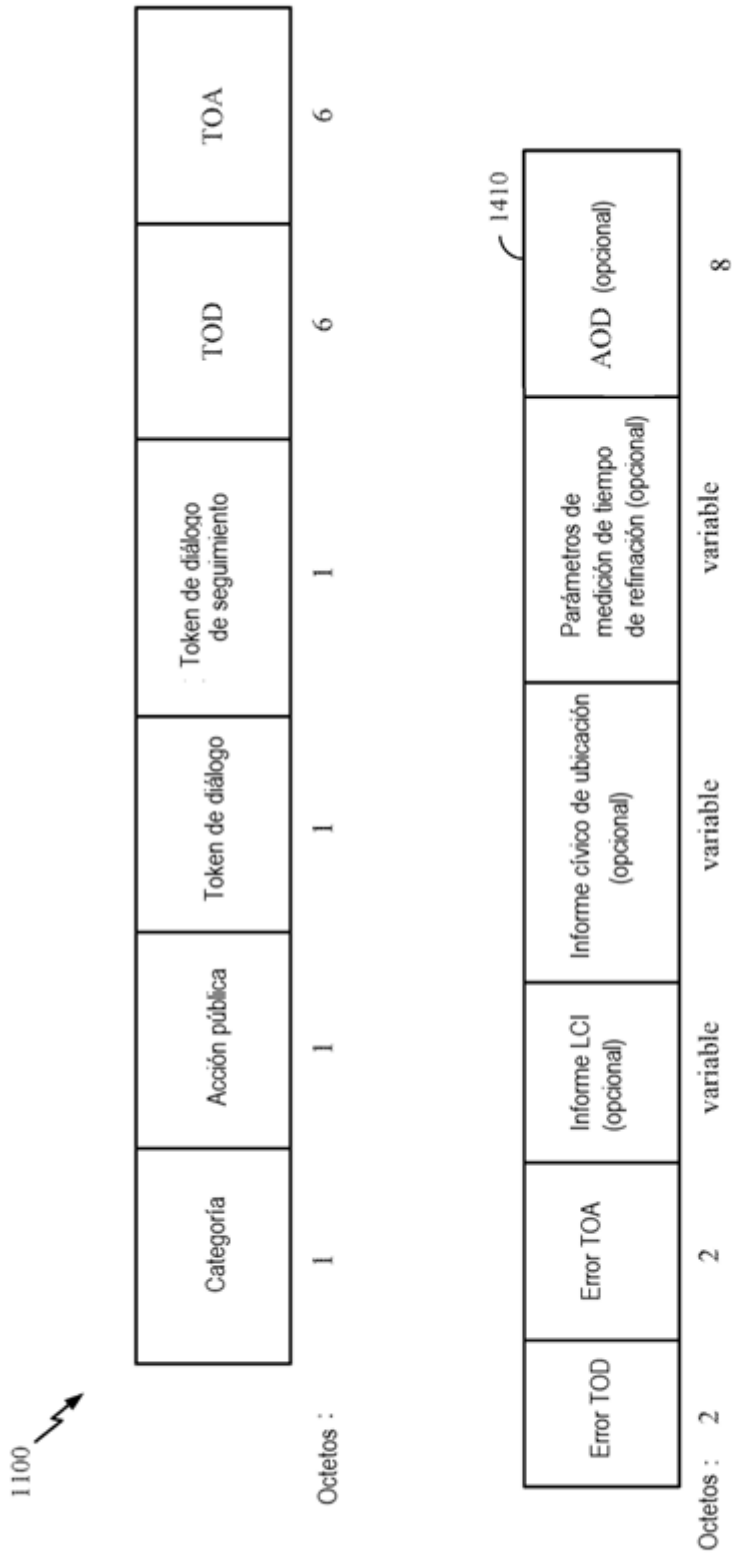 1100
Categoría
Acción pública
Token de diálogo
Token de diálogo
de seguimiento
TOD
TOA
Octetos :
1
1
1
1
6
6
1410
Error TOD
Error TOA
Informe LCI
(opcional)
Informe cívico de ubicación
(opcional)
Parámetros de
medición de tiempo
de refinación (opcional)
AOD (opcional)
Octetos :
2
2
variable
variable
variable
8